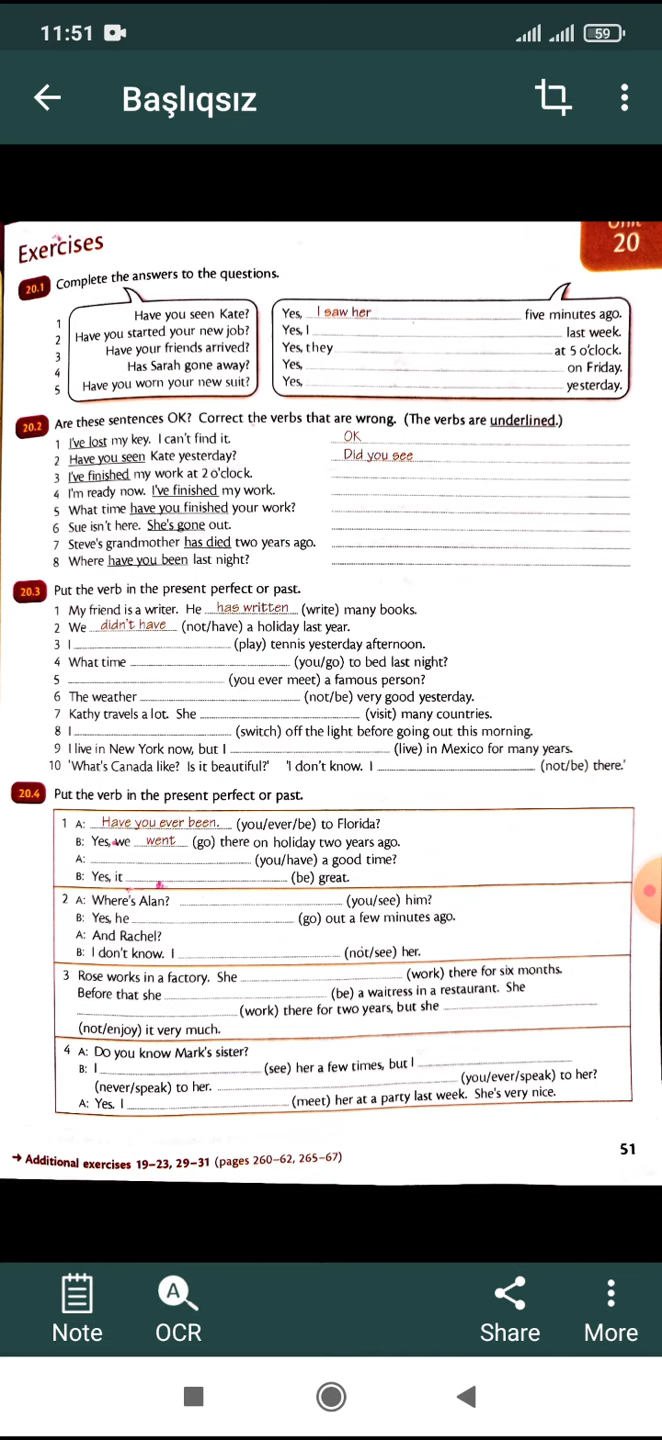 11:51
59
Başlıqsız
Exercises
Unit
20
20.1 Complete the answers to the questions.
1 Have you seen Kate? Yes, I saw her five minutes ago.
2 Have you started your new job? Yes, I last week.
3 Have your friends arrived? Yes, they at 5 o'clock.
4 Has Sarah gone away? Yes, on Friday.
5 Have you worn your new suit? Yes, yesterday.
20.2 Are these sentences OK? Correct the verbs that are wrong. (The verbs are underlined.)
1 I've lost my key. I can't find it. OK
2 Have you seen Kate yesterday? Did you see
3 I've finished my work at 2 o'clock.
4 I'm ready now. I've finished my work.
5 What time have you finished your work?
6 Sue isn't here. She's gone out.
7 Steve's grandmother has died two years ago.
8 Where have you been last night?
20.3 Put the verb in the present perfect or past.
1 My friend is a writer. He has written (write) many books.
2 We didn't have (not/have) a holiday last year.
3 I (play) tennis yesterday afternoon.
4 What time (you/go) to bed last night?
5 (you ever meet) a famous person?
6 The weather (not/be) very good yesterday.
7 Kathy travels a lot. She (visit) many countries.
8 I (switch) off the light before going out this morning.
9 I live in New York now, but I (live) in Mexico for many years.
10 'What's Canada like? Is it beautiful?' 'I don't know. I (not/be) there.'
20.4 Put the verb in the present perfect or past.
1 A: Have you ever been. (you/ever/be) to Florida?
B: Yes, we went (go) there on holiday two years ago.
A: (you/have) a good time?
B: Yes, it (be) great.
2 A: Where's Alan? (you/see) him?
B: Yes, he (go) out a few minutes ago.
A: And Rachel?
B: I don't know. I (not/see) her.
3 Rose works in a factory. She (work) there for six months.
Before that she (be) a waitress in a restaurant. She
(work) there for two years, but she
(not/enjoy) it very much.
4 A: Do you know Mark's sister?
B: I (see) her a few times, but I
(never/speak) to her. (you/ever/speak) to her?
A: Yes. I (meet) her at a party last week. She's very nice.
51
→ Additional exercises 19–23, 29–31 (pages 260–62, 265–67)
A
Note
OCR
Share
More